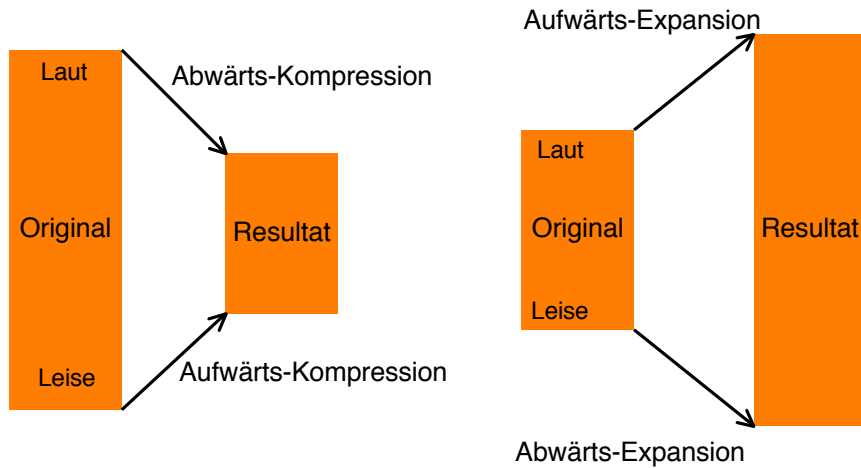 Laut
Abwärts-Kompression
Original
Resultat
Leise
Aufwärts-Kompression
Aufwärts-Expansion
Laut
Original
Resultat
Leise
Abwärts-Expansion